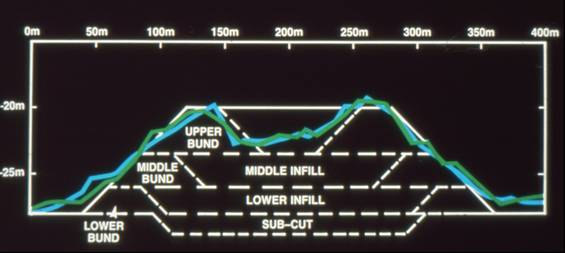 0m 50m 100m 150m 200m 250m 300m 350m 400m
-20m
UPPER
BUND
MIDDLE
BUND
MIDDLE INFILL
-25m
LOWER INFILL
LOWER
BUND
SUB-CUT